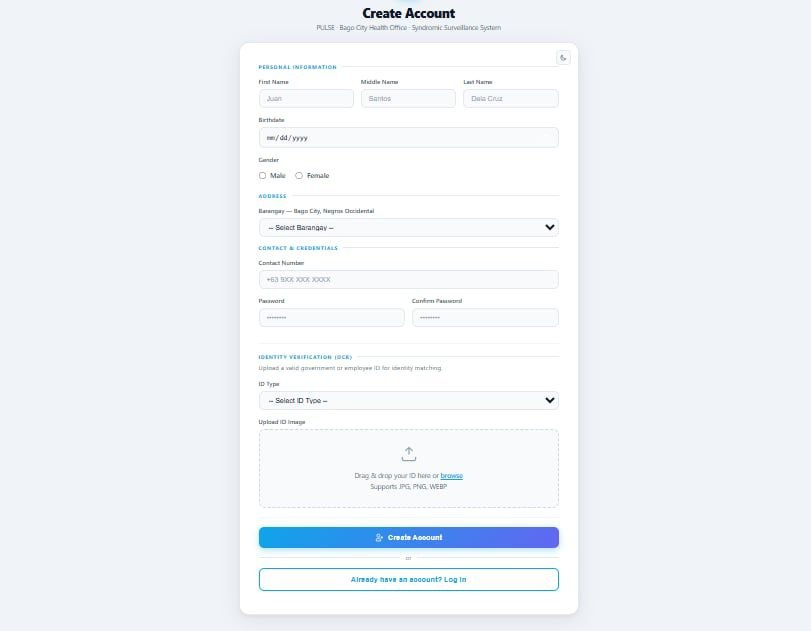 Create Account
PULSE · Bago City Health Office · Syndromic Surveillance System
PERSONAL INFORMATION
First Name Middle Name Last Name
Juan Santos Dela Cruz
Birthdate
mm/dd/yyyy
Gender
Male Female
ADDRESS
Barangay — Bago City, Negros Occidental
-- Select Barangay --
CONTACT & CREDENTIALS
Contact Number
+63 9XX XXX XXXX
Password Confirm Password
•••••••• ••••••••
IDENTITY VERIFICATION (OCR)
Upload a valid government or employee ID for identity matching.
ID Type
-- Select ID Type --
Upload ID Image
Drag & drop your ID here or browse
Supports JPG, PNG, WEBP
Create Account
or
Already have an account? Log In